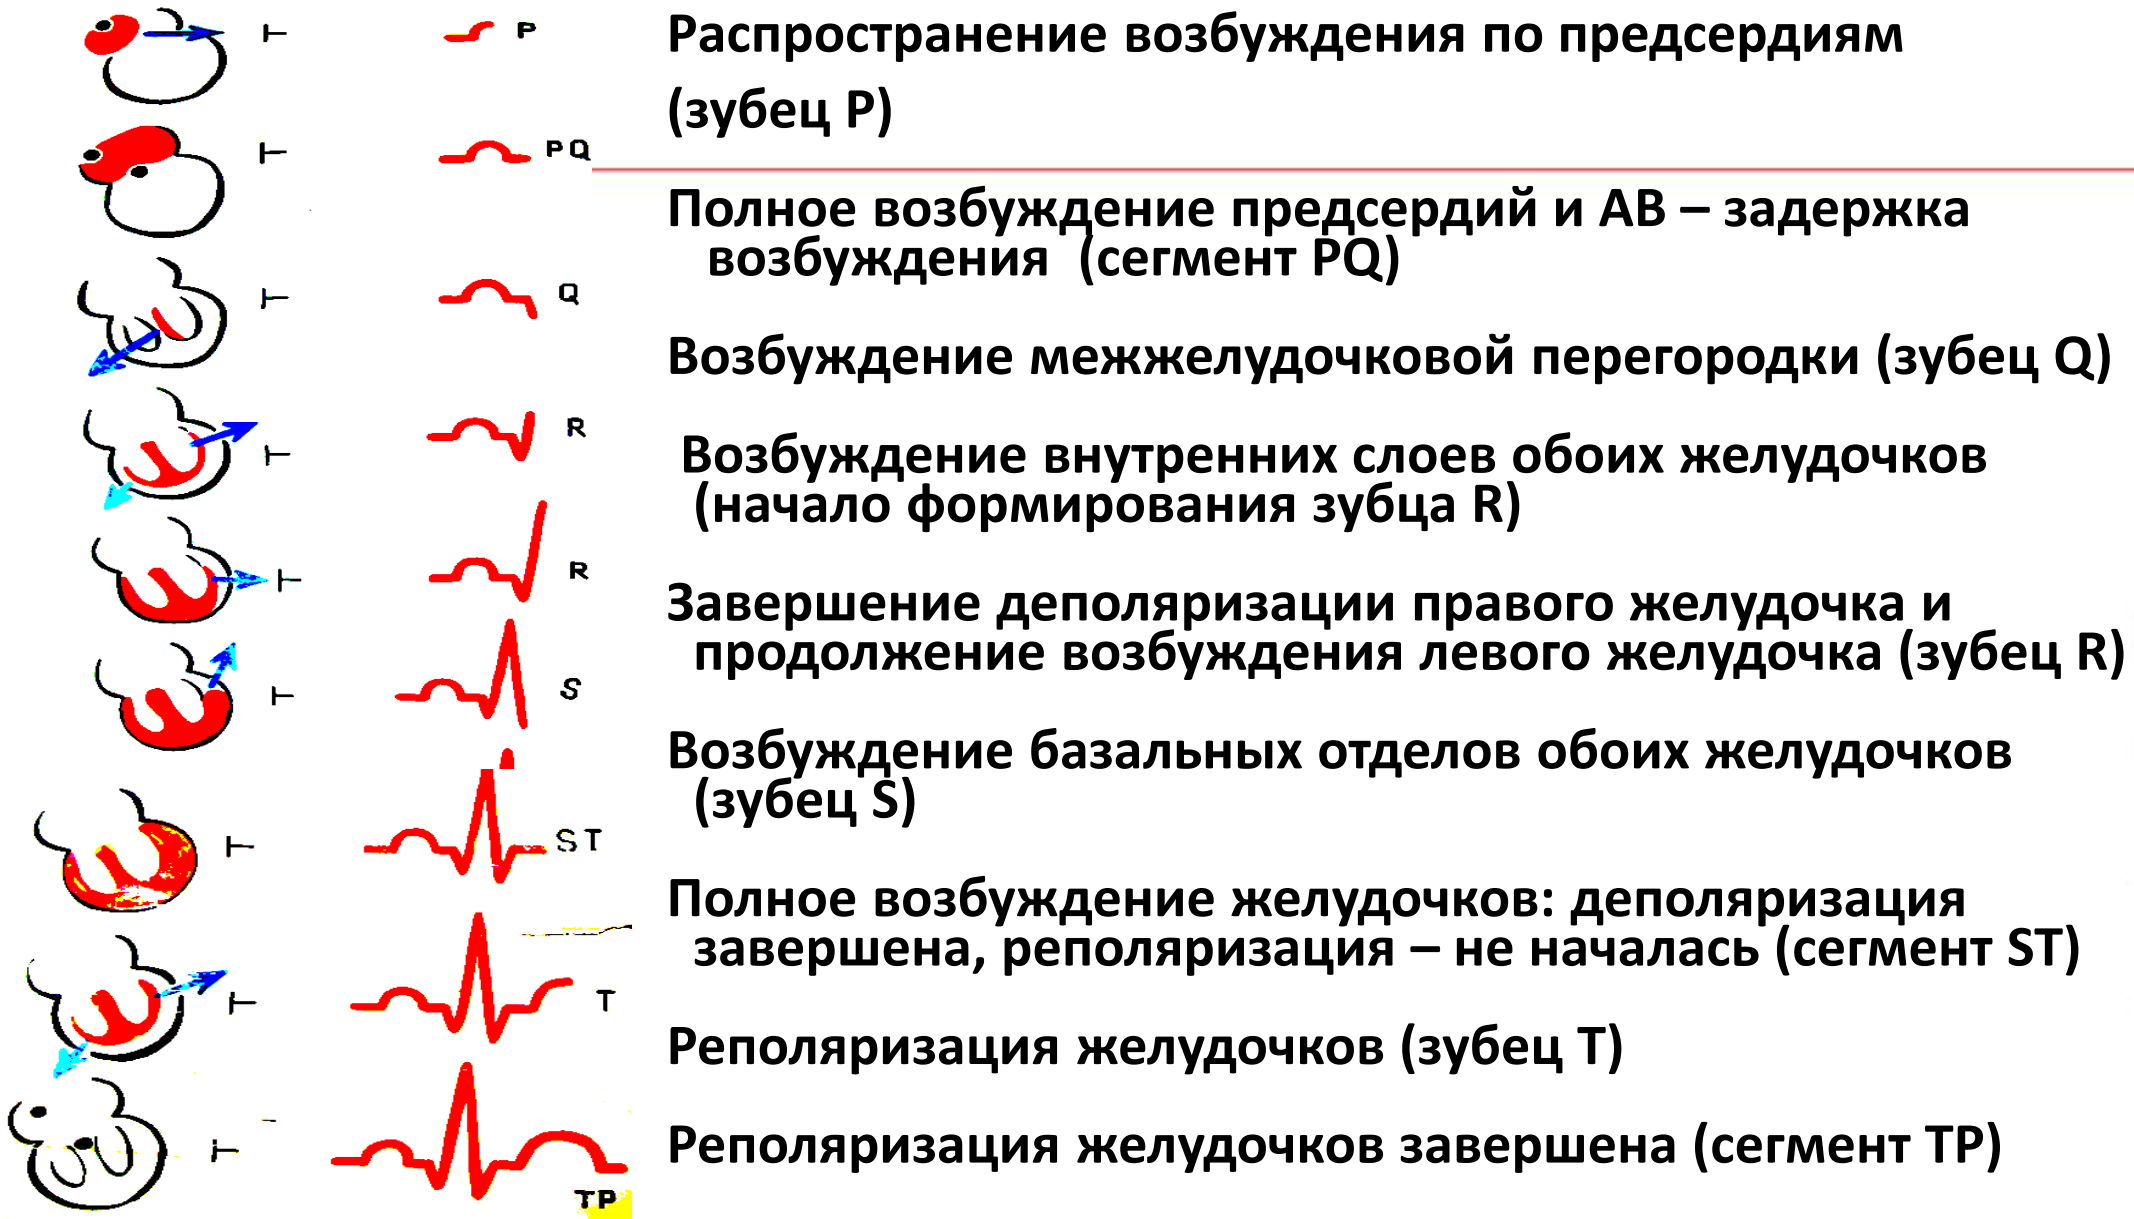 P
Распространение возбуждения по предсердиям
(зубец P)
PQ
Полное возбуждение предсердий и АВ – задержка
возбуждения (сегмент PQ)
Q
Возбуждение межжелудочковой перегородки (зубец Q)
R
Возбуждение внутренних слоев обоих желудочков
(начало формирования зубца R)
R
Завершение деполяризации правого желудочка и
продолжение возбуждения левого желудочка (зубец R)
S
Возбуждение базальных отделов обоих желудочков
(зубец S)
ST
Полное возбуждение желудочков: деполяризация
завершена, реполяризация – не началась (сегмент ST)
T
Реполяризация желудочков (зубец T)
Реполяризация желудочков завершена (сегмент TP)
TP